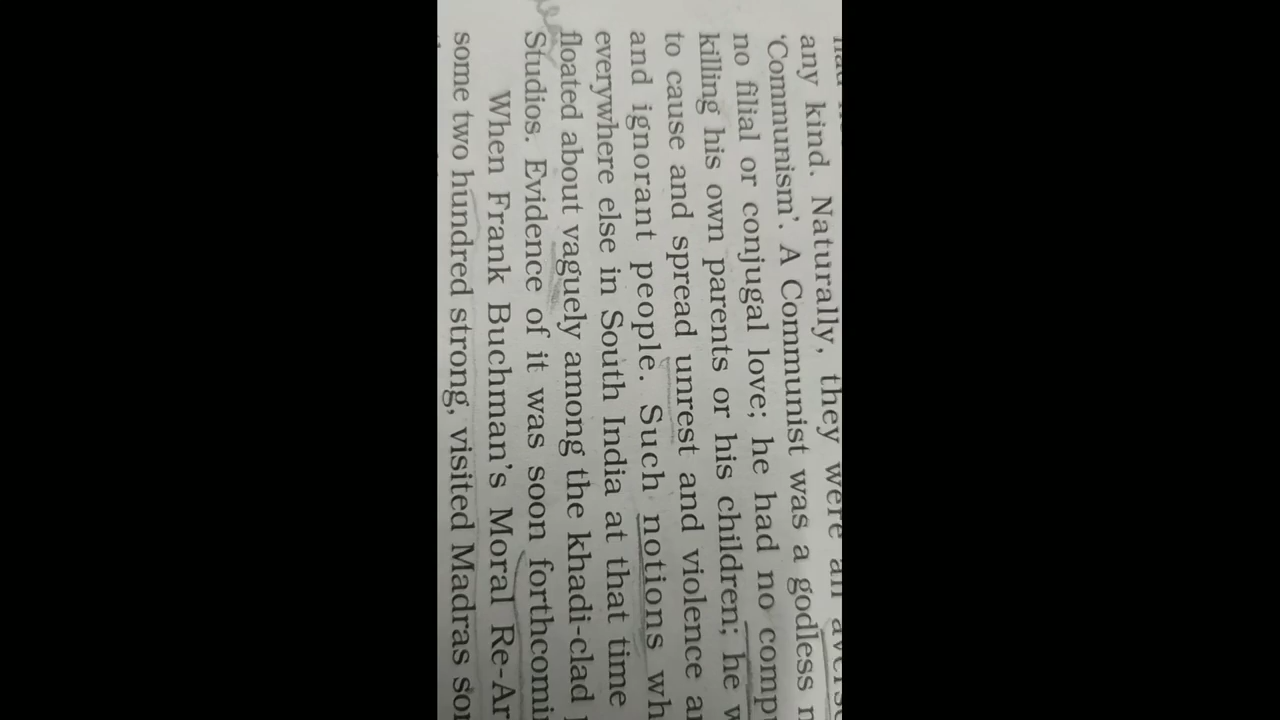 any kind. Naturally, they were all
'Communism'. A Communist was a godless
no filial or conjugal love; he had no
killing his own parents or his children; he
to cause and spread unrest and violence
and ignorant people. Such notions
everywhere else in South India at that time
floated about vaguely among the khadi-clad
Studios. Evidence of it was soon
When Frank Buchman's Moral
some two hundred strong, visited Madras